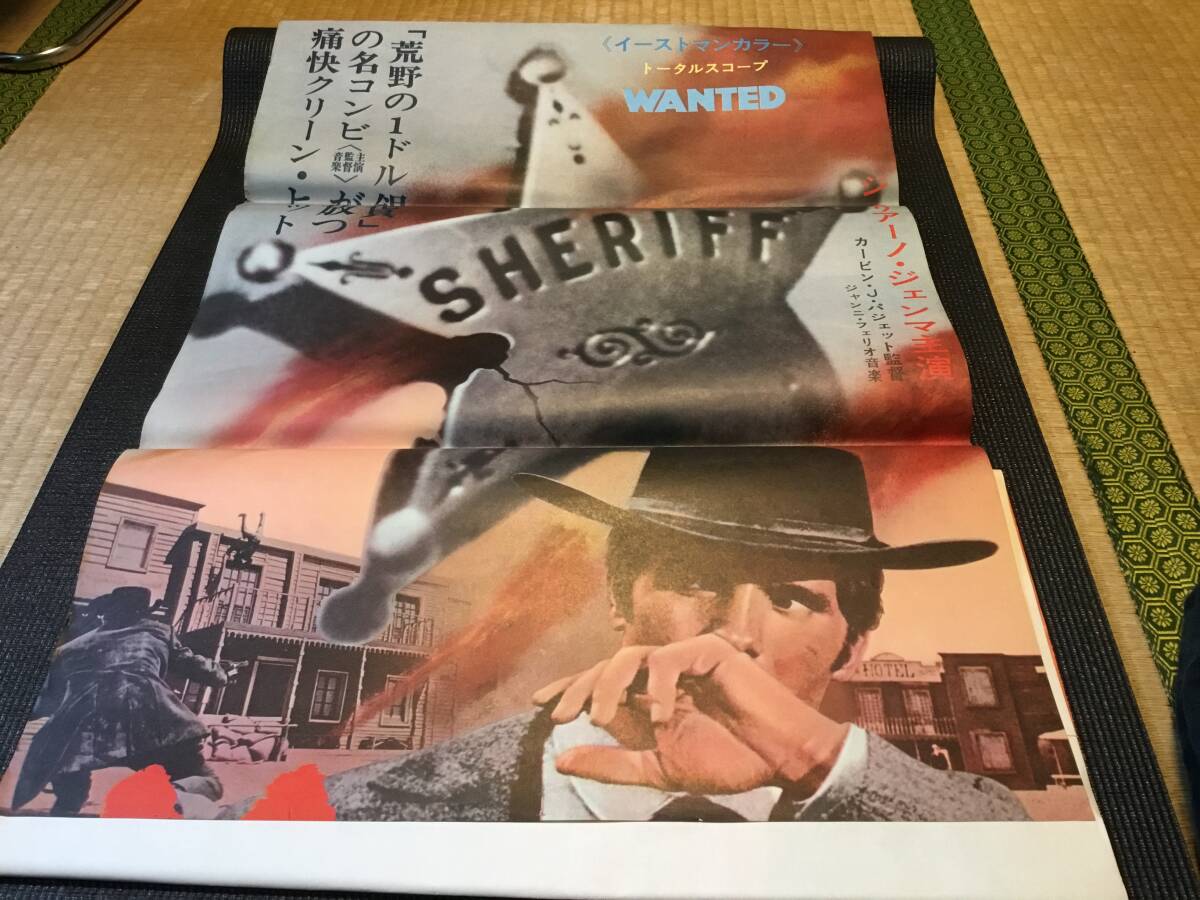 「荒野の1ドル銀」
の名コンビ〈主演 監督 音楽〉放つ
痛快クリーン・ヒット
《イーストマンカラー》
トータルスコープ
WANTED
SHERIFF
ジュアーノ・ジェンマ主演
カービン・J・パジェット監督
ジャンニ・フェリオ音楽
HOTEL